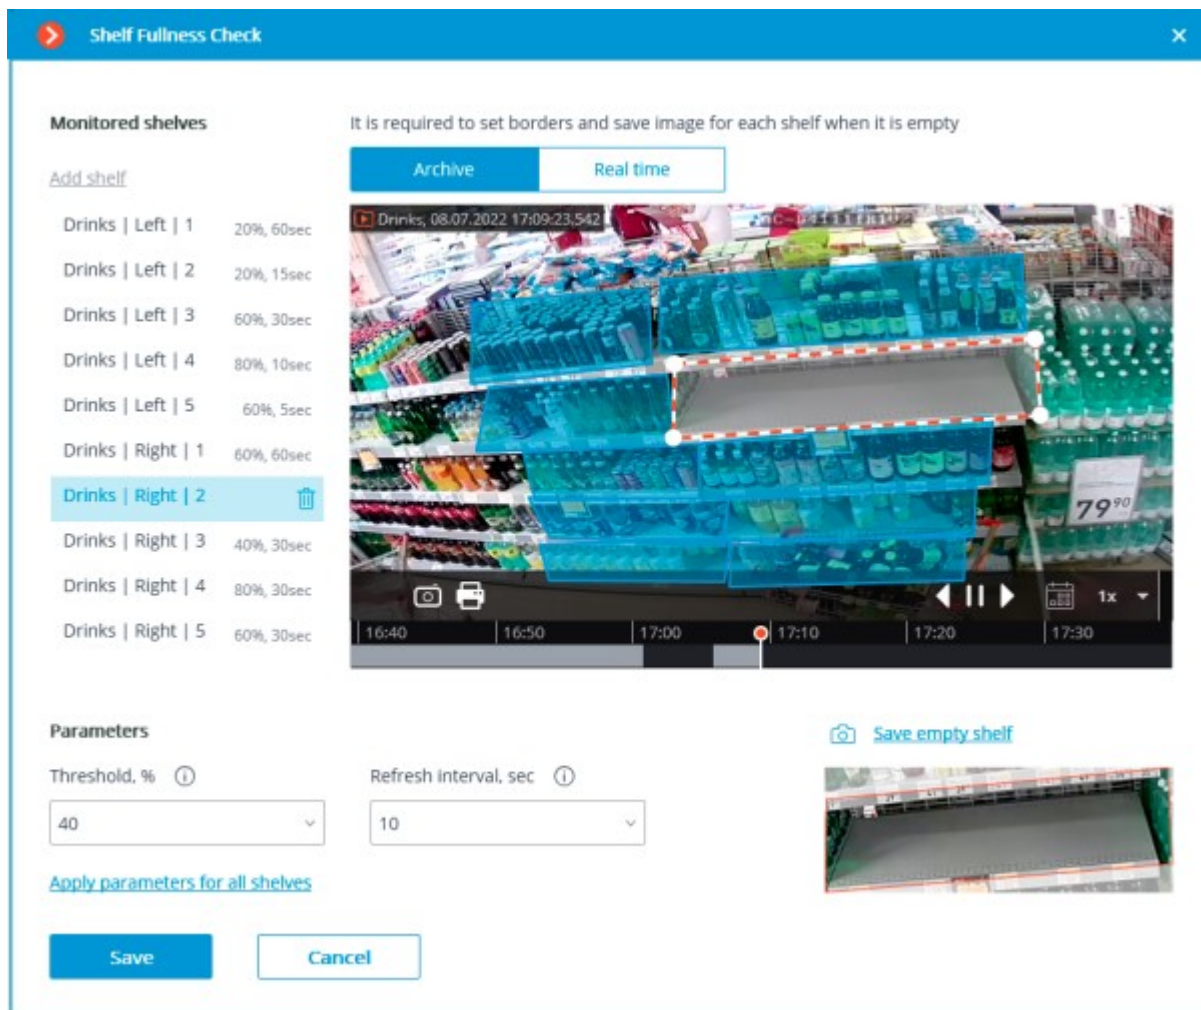 Shelf Fullness Check
Monitored shelves
It is required to set borders and save image for each shelf when it is empty
Add shelf
Archive
Real time
Drinks | Left | 1 20%, 60sec
Drinks | Left | 2 20%, 15sec
Drinks | Left | 3 60%, 30sec
Drinks | Left | 4 80%, 10sec
Drinks | Left | 5 60%, 5sec
Drinks | Right | 1 60%, 60sec
Drinks | Right | 2
Drinks | Right | 3 40%, 30sec
Drinks | Right | 4 80%, 30sec
Drinks | Right | 5 60%, 30sec
Drinks, 08.07.2022 17:09:23.542
79⁹⁰
1x
16:40 16:50 17:00 17:10 17:20 17:30
Parameters
Save empty shelf
Threshold, %
Refresh interval, sec
40
10
Apply parameters for all shelves
Save
Cancel